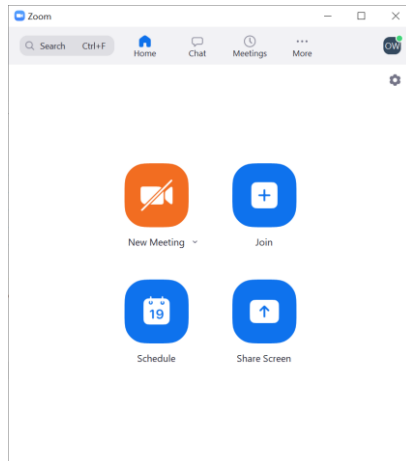 Zoom
Search Ctrl+F
Home Chat Meetings More
OW
New Meeting Join
19
Schedule Share Screen